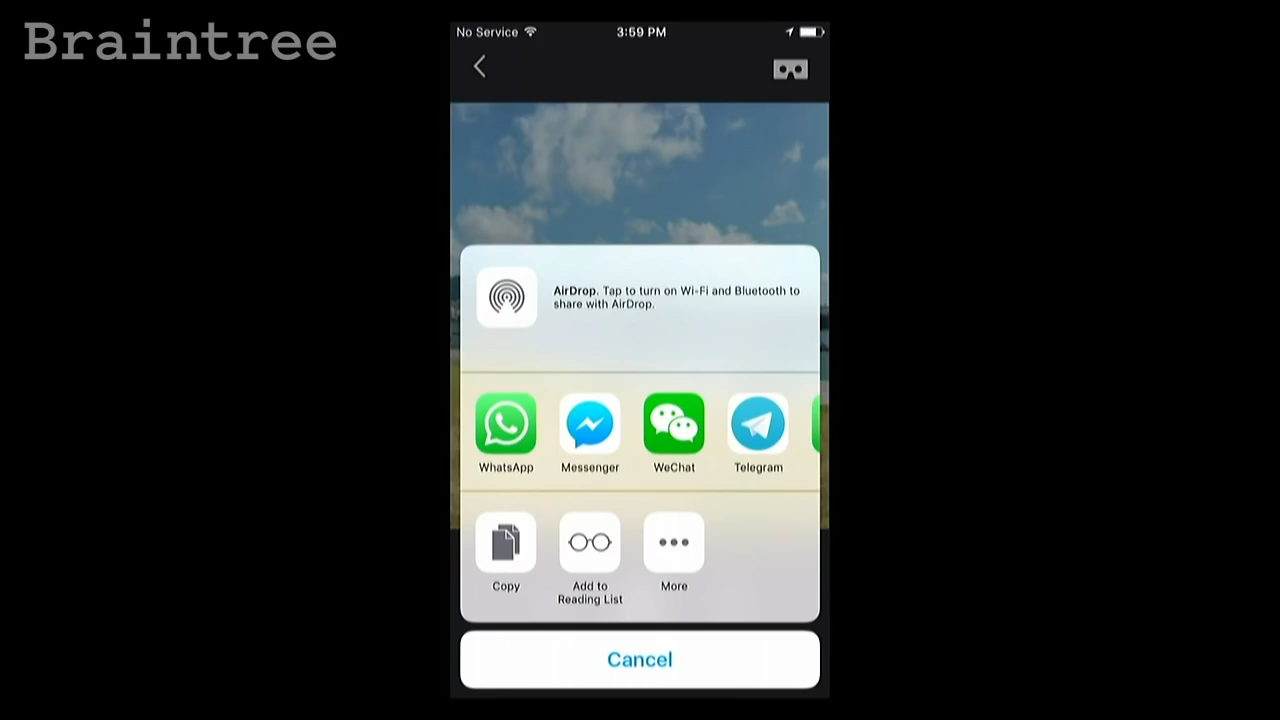 Braintree
No Service 3:59 PM
AirDrop. Tap to turn on Wi-Fi and Bluetooth to
share with AirDrop.
WhatsApp Messenger WeChat Telegram
Copy Add to More
Reading List
Cancel